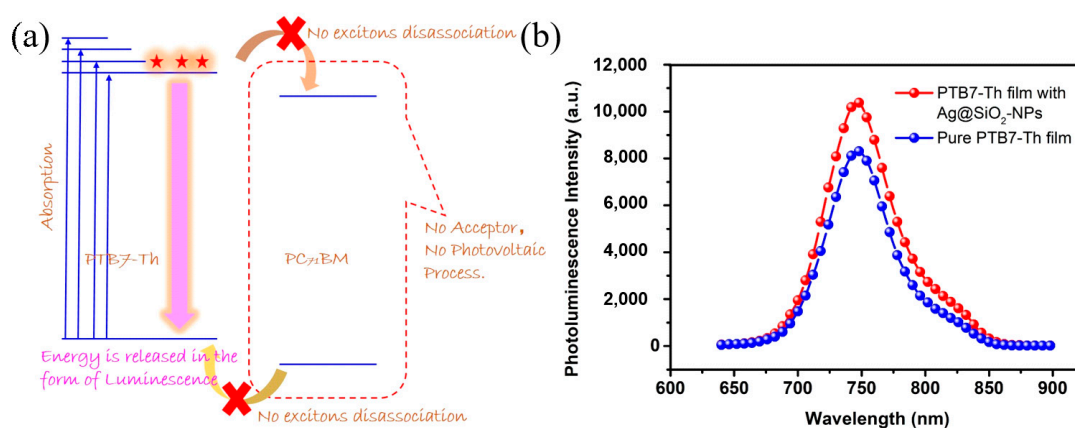 (a)
No excitons disassociation
Absorption
PTB7-Th
PC₇₁BM
No Acceptor,
No Photovoltaic
Process.
Energy is released in the
form of Luminescence
No excitons disassociation
(b)
Photoluminescence Intensity (a.u.)
12,000
10,000
8,000
6,000
4,000
2,000
0
PTB7-Th film with
Ag@SiO₂-NPs
Pure PTB7-Th film
600 650 700 750 800 850 900
Wavelength (nm)